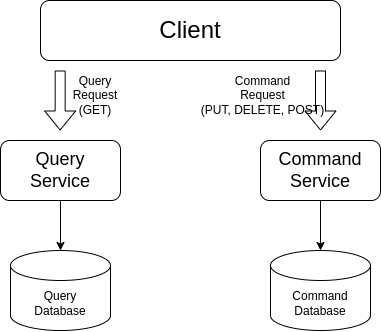 Client
Query
Request
(GET)
Command
Request
(PUT, DELETE, POST)
Query
Service
Command
Service
Query
Database
Command
Database